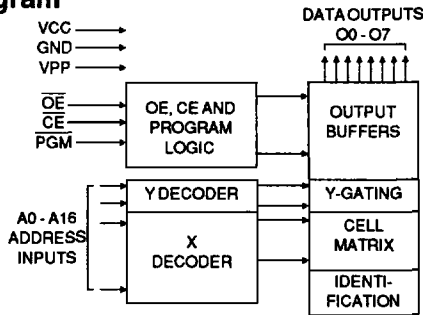 gram
VCC
GND
VPP
OE
CE
PGM
A0 - A16
ADDRESS
INPUTS
OE, CE AND
PROGRAM
LOGIC
Y DECODER
X
DECODER
DATA OUTPUTS
O0 - O7
OUTPUT
BUFFERS
Y-GATING
CELL
MATRIX
IDENTI-
FICATION